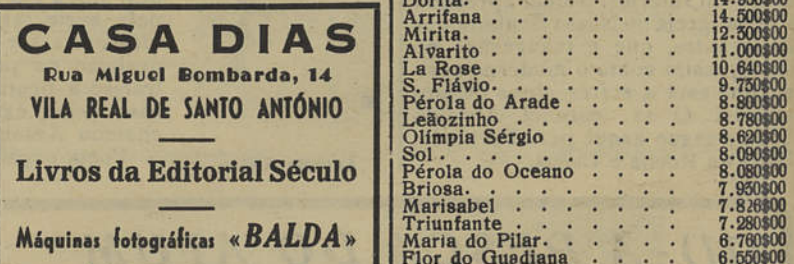 CASA DIAS
Rua Miguel Bombarda, 14
VILA REAL DE SANTO ANTÓNIO
Livros da Editorial Século
Máquinas fotográficas «BALDA»
Dorita.
Arrifana . . . . . . . 14.500$00
Mirita. . . . . . . . 12.300$00
Alvarito . . . . . . . 11.000$00
La Rose . . . . . . . 10.640$00
S. Flávio. . . . . . . 9.750$00
Pérola do Arade . . . . . 8.800$00
Leãozinho . . . . . . 8.780$00
Olímpia Sérgio . . . . . 8.620$00
Sol . . . . . . . . 8.090$00
Pérola do Oceano . . . . 8.080$00
Briosa. . . . . . . . 7.930$00
Marisabel . . . . . . 7.826$00
Triunfante . . . . . . 7.280$00
Maria do Pilar. . . . . . 6.760$00
Flor do Guadiana . . . . 6.550$00